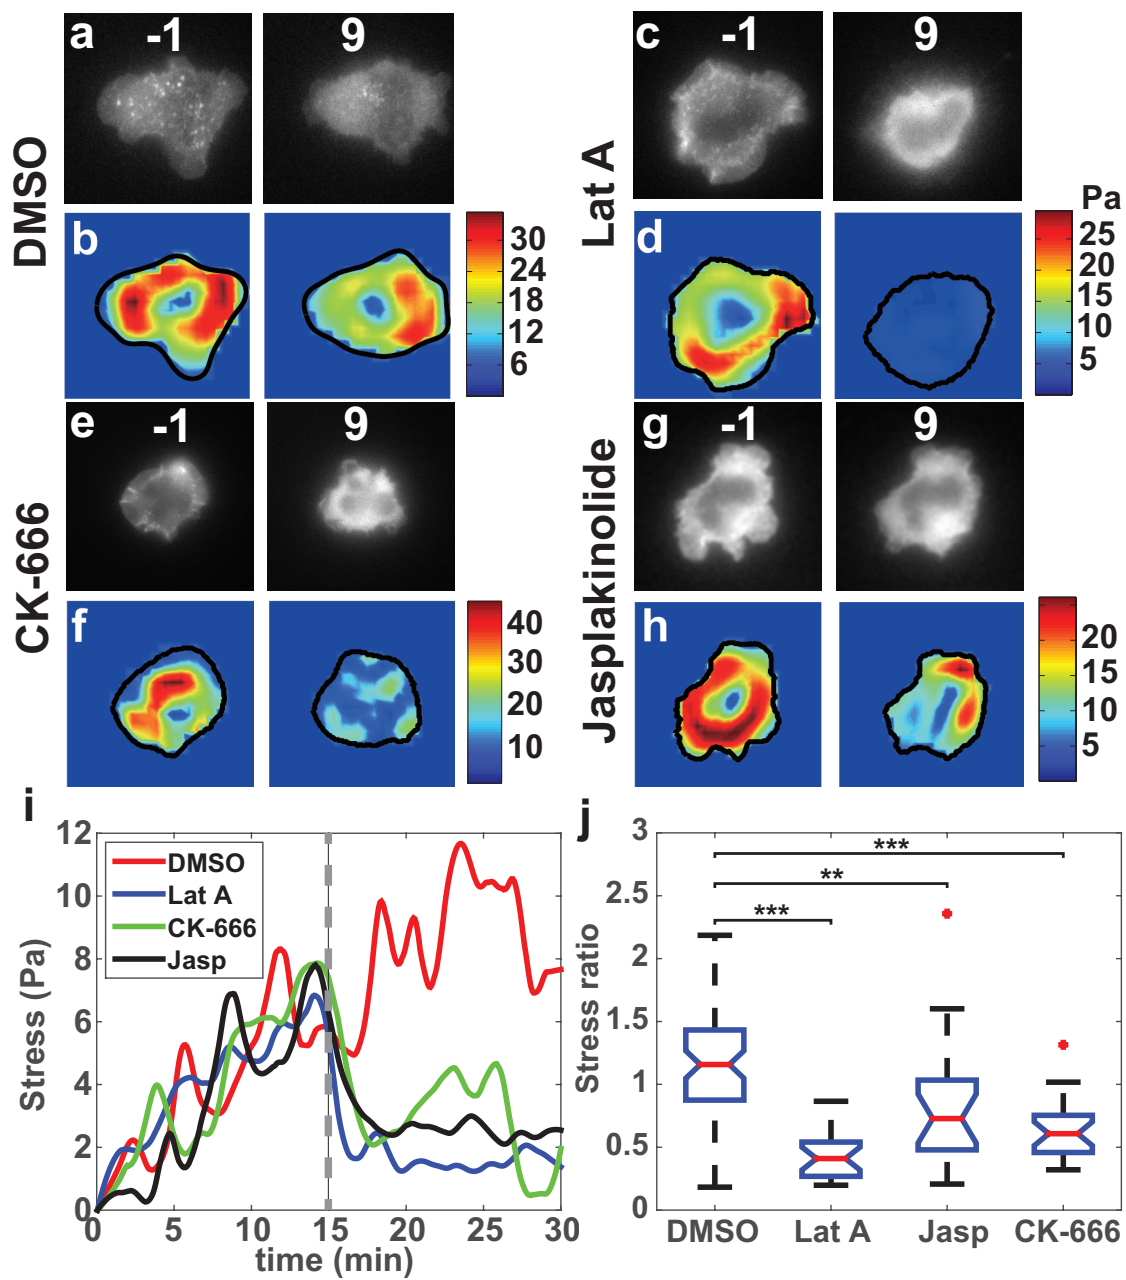 a -1 9
DMSO
b
30
24
18
12
6
c -1 9
Lat A
Pa
d
25
20
15
10
5
e -1 9
CK-666
f
40
30
20
10
g -1 9
Jasplakinolide
h
20
15
10
5
i
Stress (Pa)
12
10
8
6
4
2
0
DMSO
Lat A
CK-666
Jasp
0 5 10 15 20 25 30
time (min)
j
Stress ratio
3
2.5
2
1.5
1
0.5
0
***
**
***
DMSO Lat A Jasp CK-666